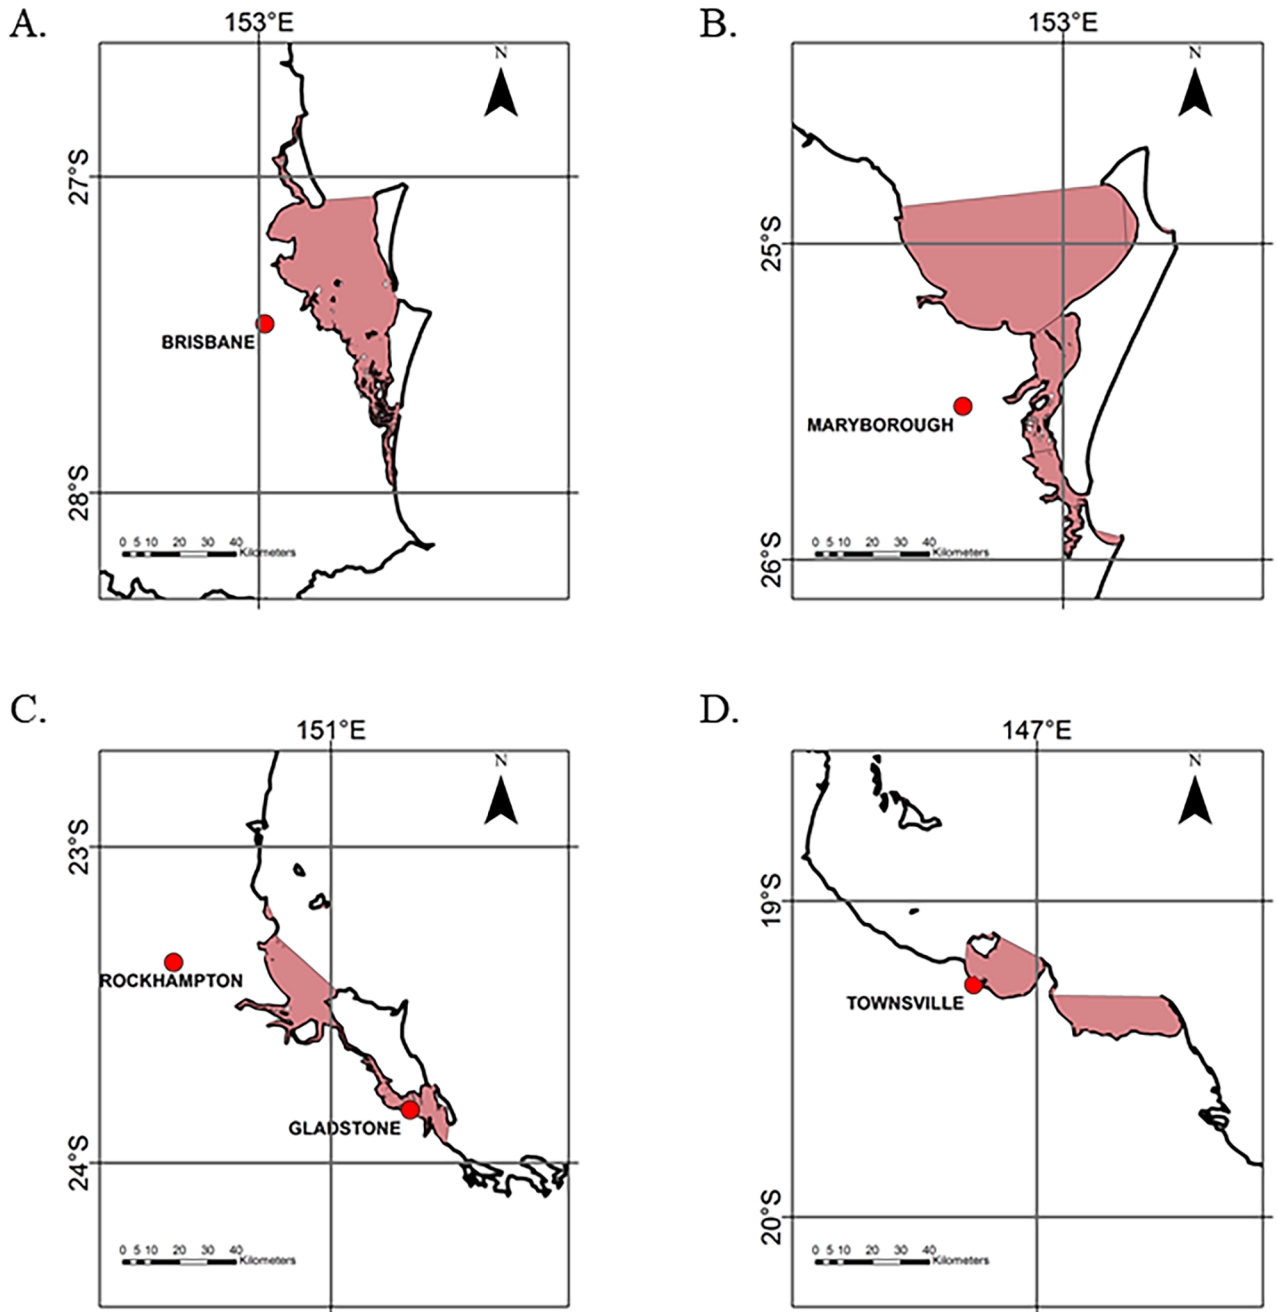 A.
153°E
N
27°S
BRISBANE
28°S
0 5 10 20 30 40
Kilometers
B.
153°E
N
25°S
MARYBOROUGH
26°S
0 5 10 20 30 40
Kilometers
C.
151°E
N
23°S
ROCKHAMPTON
GLADSTONE
24°S
0 5 10 20 30 40
Kilometers
D.
147°E
N
19°S
TOWNSVILLE
20°S
0 5 10 20 30 40
Kilometers